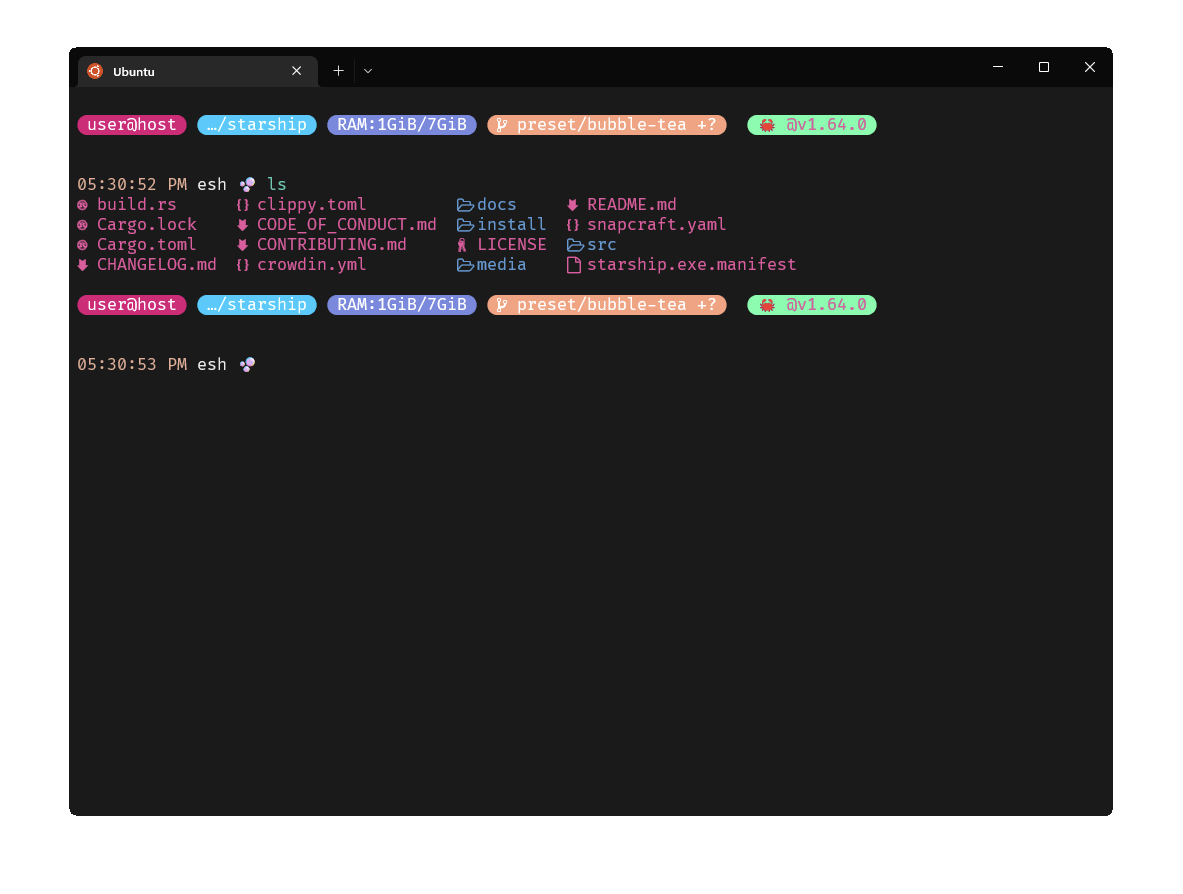 Ubuntu
user@host …/starship RAM:1GiB/7GiB preset/bubble-tea +? 🦀 @v1.64.0
05:30:52 PM esh 🧋 ls
build.rs {} clippy.toml docs README.md
Cargo.lock CODE_OF_CONDUCT.md install {} snapcraft.yaml
Cargo.toml CONTRIBUTING.md LICENSE src
CHANGELOG.md {} crowdin.yml media starship.exe.manifest
user@host …/starship RAM:1GiB/7GiB preset/bubble-tea +? 🦀 @v1.64.0
05:30:53 PM esh